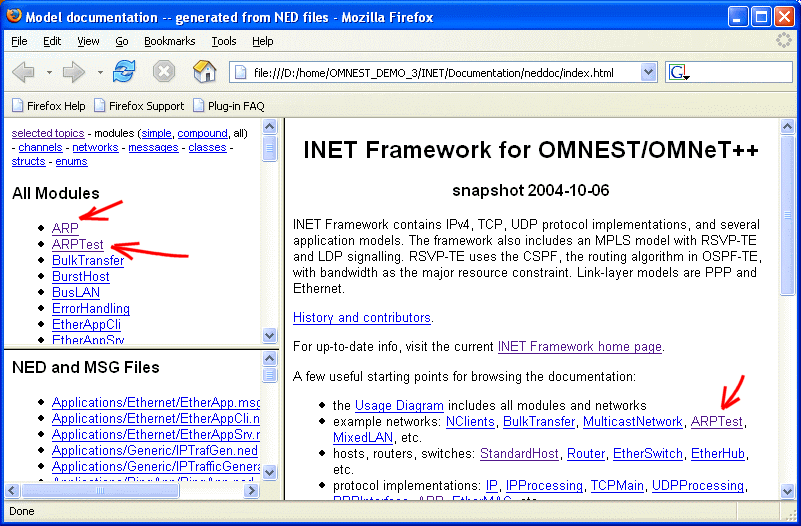 Model documentation -- generated from NED files - Mozilla Firefox
File Edit View Go Bookmarks Tools Help
file:///D:/home/OMNEST_DEMO_3/INET/Documentation/neddoc/index.html
G
Firefox Help Firefox Support Plug-in FAQ
selected topics - modules (simple, compound, all)
- channels - networks - messages - classes -
structs - enums
All Modules
ARP
ARPTest
BulkTransfer
BurstHost
BusLAN
ErrorHandling
EtherAppCli
EtherAppSrv
NED and MSG Files
Applications/Ethernet/EtherApp.msg
Applications/Ethernet/EtherAppCli.n
Applications/Ethernet/EtherAppSrv.n
Applications/Generic/IPTrafGen.ned
Applications/Generic/IPTrafficGenera
Applications/PingApp/PingApp.ned
INET Framework for OMNEST/OMNeT++
snapshot 2004-10-06
INET Framework contains IPv4, TCP, UDP protocol implementations, and several
application models. The framework also includes an MPLS model with RSVP-TE
and LDP signalling. RSVP-TE uses the CSPF, the routing algorithm in OSPF-TE,
with bandwidth as the major resource constraint. Link-layer models are PPP and
Ethernet.
History and contributors.
For up-to-date info, visit the current INET Framework home page.
A few useful starting points for browsing the documentation:
the Usage Diagram includes all modules and networks
example networks: NClients, BulkTransfer, MulticastNetwork, ARPTest,
MixedLAN, etc.
hosts, routers, switches: StandardHost, Router, EtherSwitch, EtherHub,
etc.
protocol implementations: IP, IPProcessing, TCPMain, UDPProcessing,
PPPInterface, ARP, EtherMAC, etc.
Done